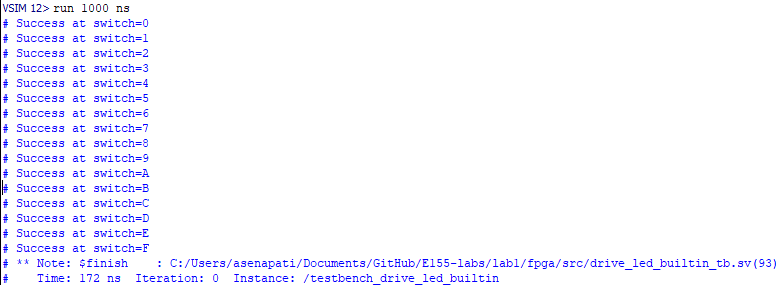 VSIM 12> run 1000 ns
# Success at switch=0
# Success at switch=1
# Success at switch=2
# Success at switch=3
# Success at switch=4
# Success at switch=5
# Success at switch=6
# Success at switch=7
# Success at switch=8
# Success at switch=9
# Success at switch=A
# Success at switch=B
# Success at switch=C
# Success at switch=D
# Success at switch=E
# Success at switch=F
# ** Note: $finish    : C:/Users/asenapati/Documents/GitHub/E155-labs/lab1/fpga/src/drive_led_builtin_tb.sv(93)
#    Time: 172 ns  Iteration: 0  Instance: /testbench_drive_led_builtin